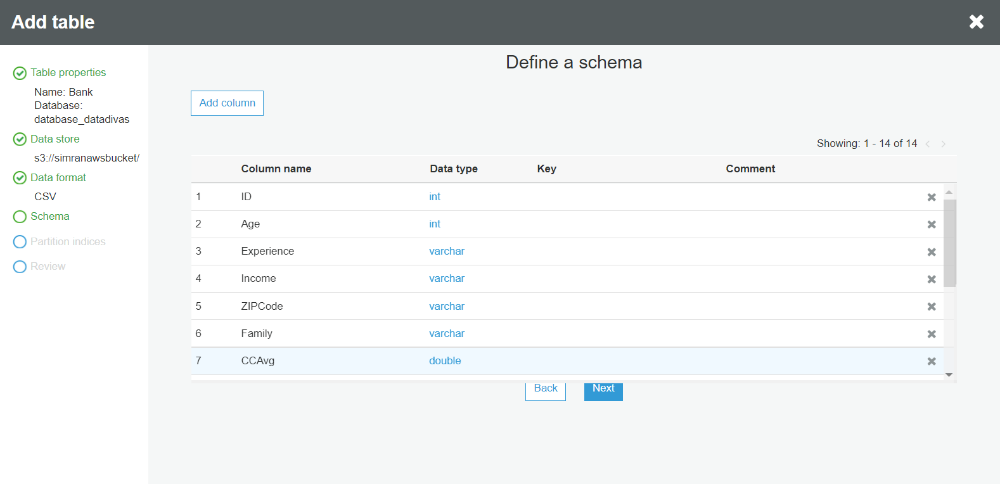 Add table
Table properties
Name: Bank
Database:
database_datadivas
Data store
s3://simranawsbucket/
Data format
CSV
Schema
Partition indices
Review
Define a schema
Add column
Showing: 1 - 14 of 14
Column name Data type Key Comment
1 ID int
2 Age int
3 Experience varchar
4 Income varchar
5 ZIPCode varchar
6 Family varchar
7 CCAvg double
Back Next